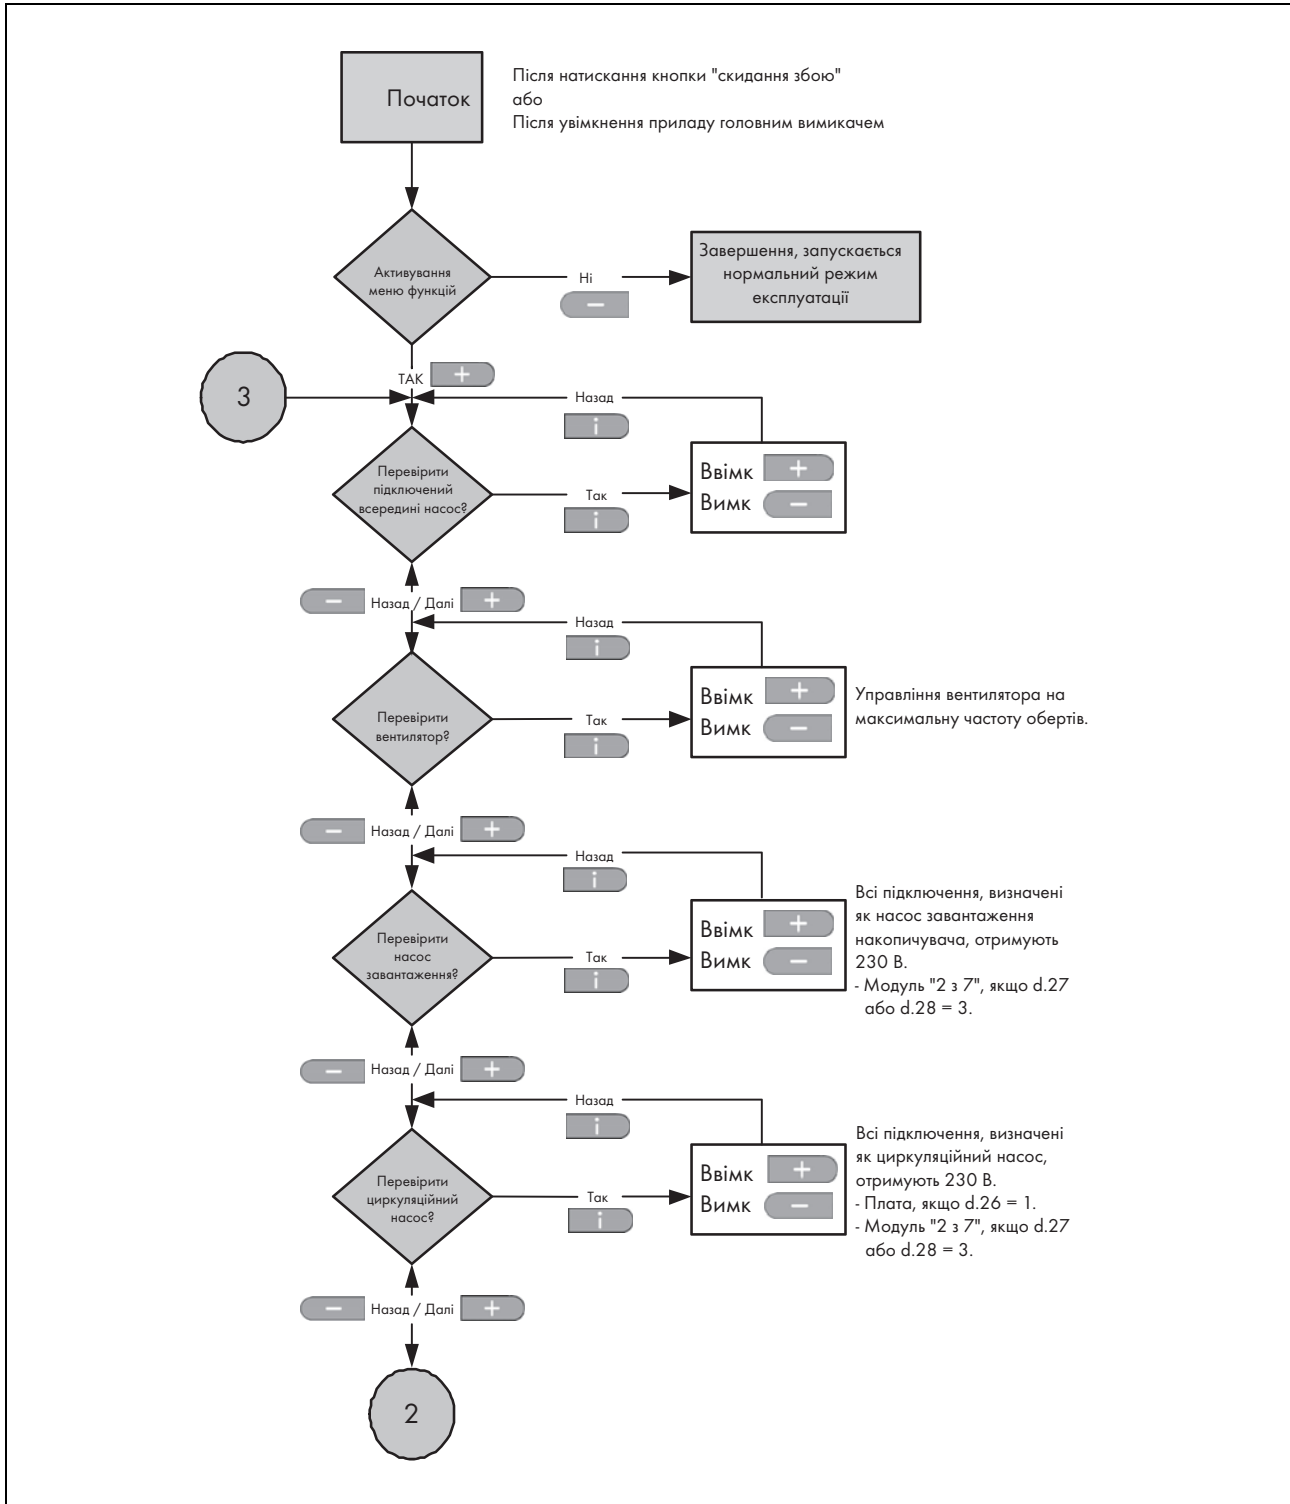 Початок
Після натискання кнопки "скидання збою"
або
Після увімкнення приладу головним вимикачем
Активування
меню функцій
Ні
−
Завершення, запускається
нормальний режим
експлуатації
ТАК +
3
Назад
i
Перевірити
підключений
всередині насос?
Так
i
Ввімк +
Вимк −
− Назад / Далі +
Назад
i
Перевірити
вентилятор?
Так
i
Ввімк +
Вимк −
Управління вентилятора на
максимальну частоту обертів.
− Назад / Далі +
Назад
i
Перевірити
насос
завантаження?
Так
i
Ввімк +
Вимк −
Всі підключення, визначені
як насос завантаження
накопичувача, отримують
230 В.
- Модуль "2 з 7", якщо d.27
або d.28 = 3.
− Назад / Далі +
Назад
i
Перевірити
циркуляційний
насос?
Так
i
Ввімк +
Вимк −
Всі підключення, визначені
як циркуляційний насос,
отримують 230 В.
- Плата, якщо d.26 = 1.
- Модуль "2 з 7", якщо d.27
або d.28 = 3.
− Назад / Далі +
2